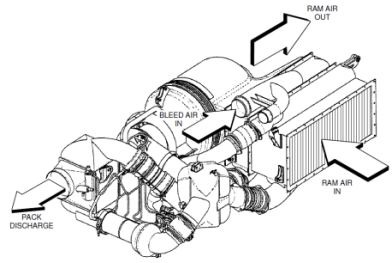 RAM AIR
OUT
BLEED AIR
IN
RAM AIR
IN
PACK
DISCHARGE